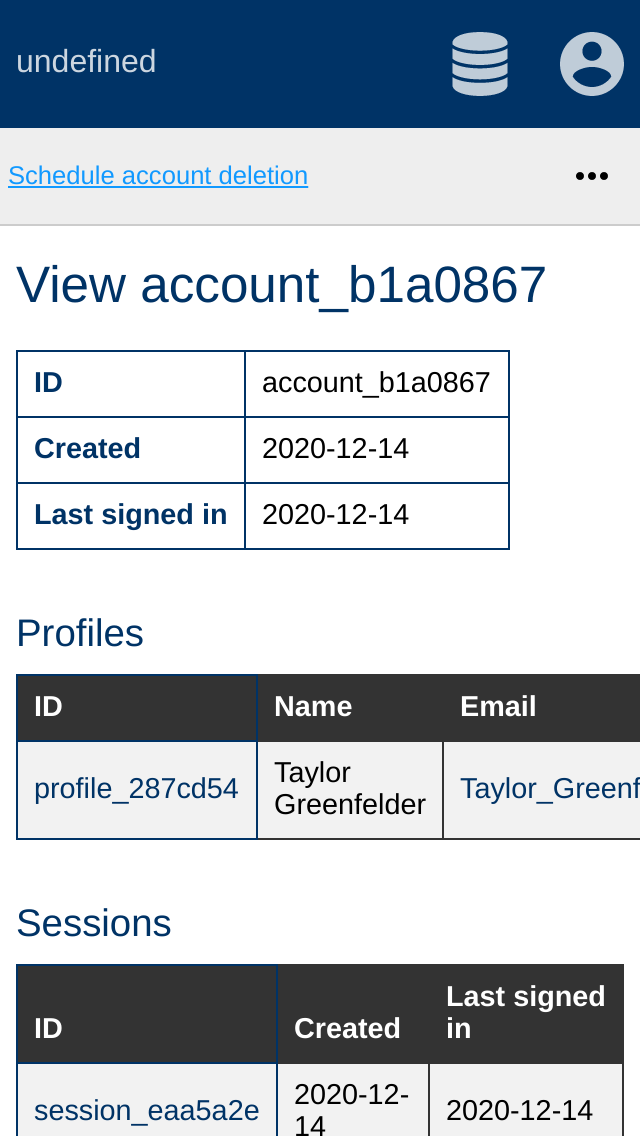 undefined
Schedule account deletion
View account_b1a0867
ID account_b1a0867
Created 2020-12-14
Last signed in 2020-12-14
Profiles
ID Name Email
profile_287cd54 Taylor Greenfelder Taylor_Greenf
Sessions
ID Created Last signed in
session_eaa5a2e 2020-12-14 2020-12-14